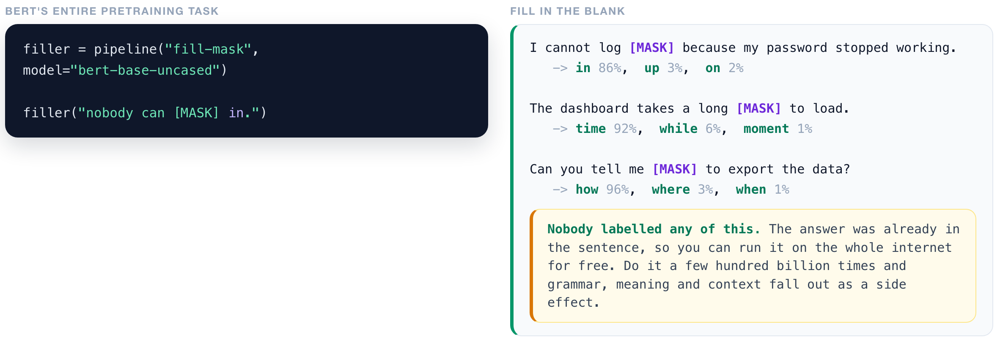 BERT'S ENTIRE PRETRAINING TASK
filler = pipeline("fill-mask",
model="bert-base-uncased")
filler("nobody can [MASK] in.")
FILL IN THE BLANK
I cannot log [MASK] because my password stopped working.
—> in 86%, up 3%, on 2%
The dashboard takes a long [MASK] to load.
—> time 92%, while 6%, moment 1%
Can you tell me [MASK] to export the data?
—> how 96%, where 3%, when 1%
Nobody labelled any of this. The answer was already in
the sentence, so you can run it on the whole internet
for free. Do it a few hundred billion times and
grammar, meaning and context fall out as a side
effect.